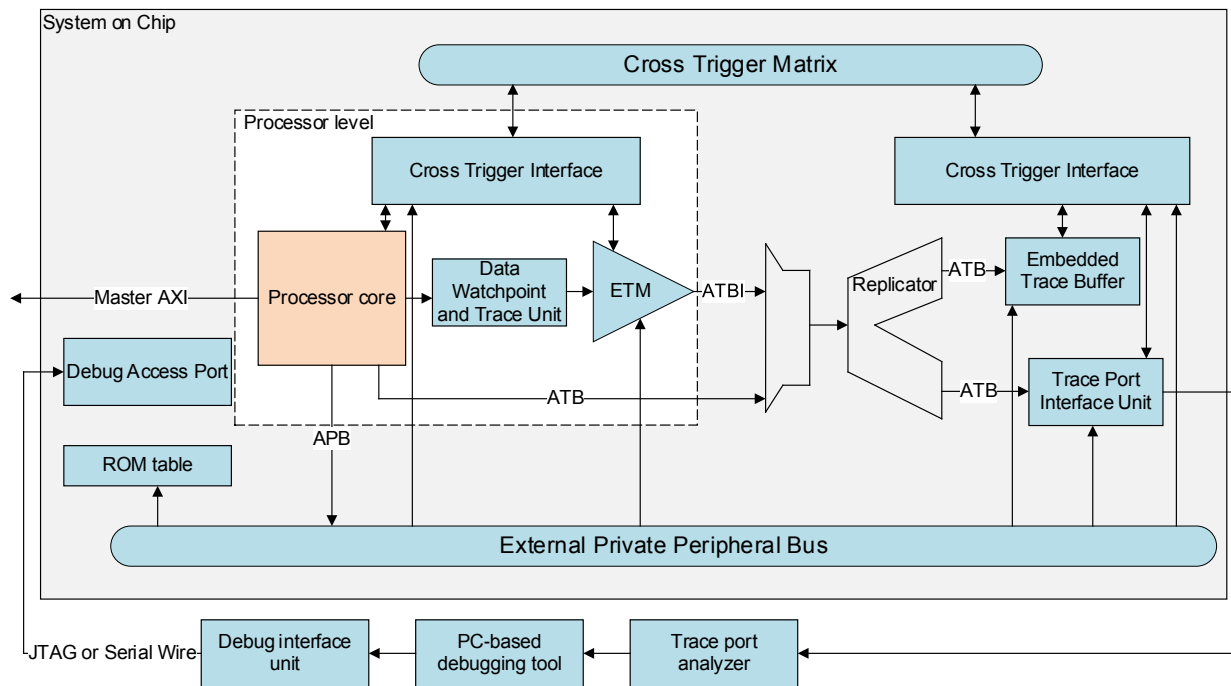 System on Chip
Cross Trigger Matrix
Processor level
Cross Trigger Interface
Cross Trigger Interface
Processor core
Data
Watchpoint
and Trace Unit
ETM
ATBI
Replicator
ATB
Embedded
Trace Buffer
Master AXI
Debug Access Port
ATB
ATB
Trace Port
Interface Unit
APB
ROM table
External Private Peripheral Bus
JTAG or Serial Wire
Debug interface
unit
PC-based
debugging tool
Trace port
analyzer